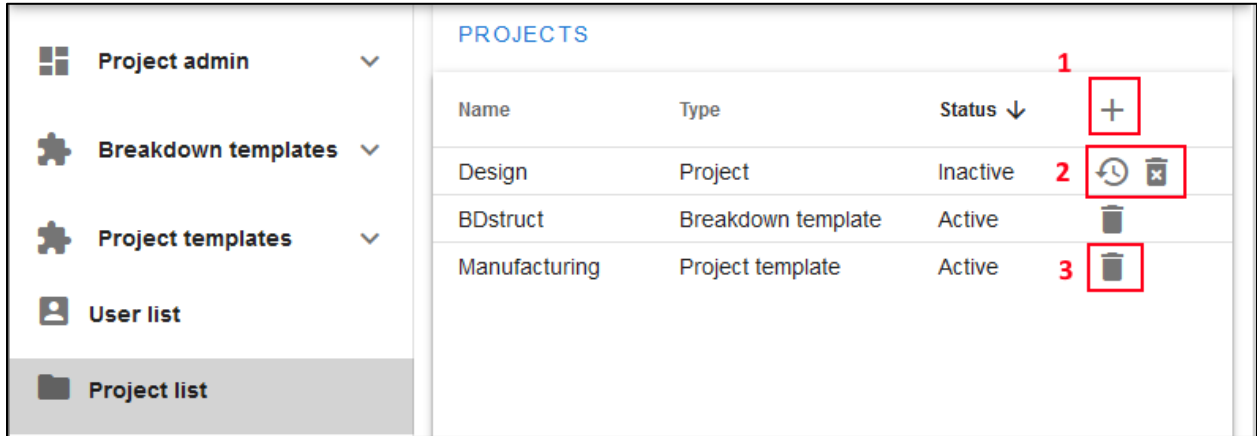 Project admin
Breakdown templates
Project templates
User list
Project list
PROJECTS
1
Name Type Status
Design Project Inactive 2
BDstruct Breakdown template Active
Manufacturing Project template Active 3